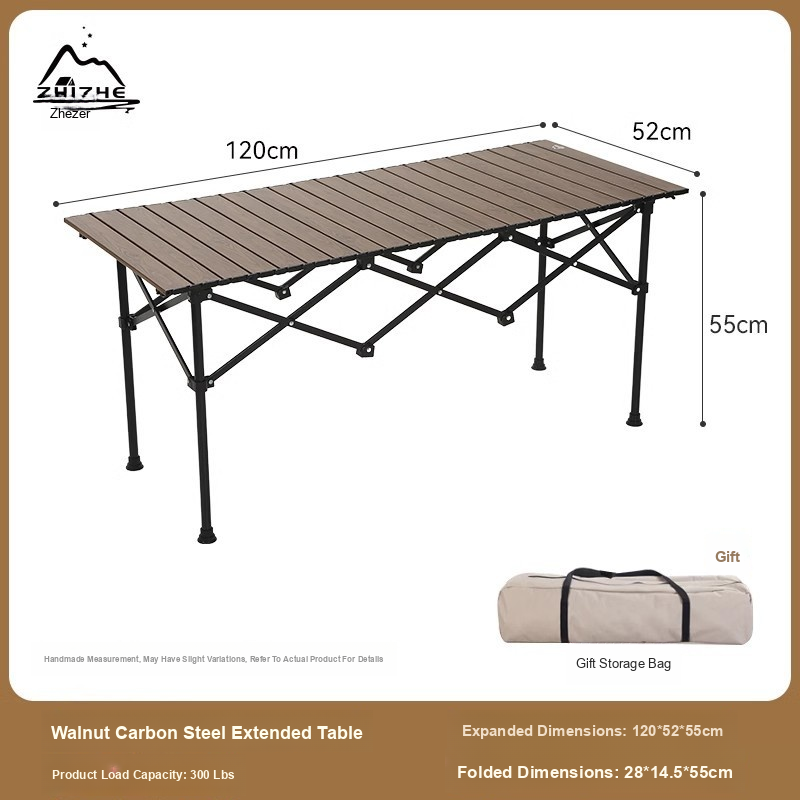 ZHIZHE
Zhezer
120cm
52cm
55cm
Gift
Gift Storage Bag
Handmade Measurement, May Have Slight Variations, Refer To Actual Product For Details
Walnut Carbon Steel Extended Table
Expanded Dimensions: 120*52*55cm
Product Load Capacity: 300 Lbs
Folded Dimensions: 28*14.5*55cm